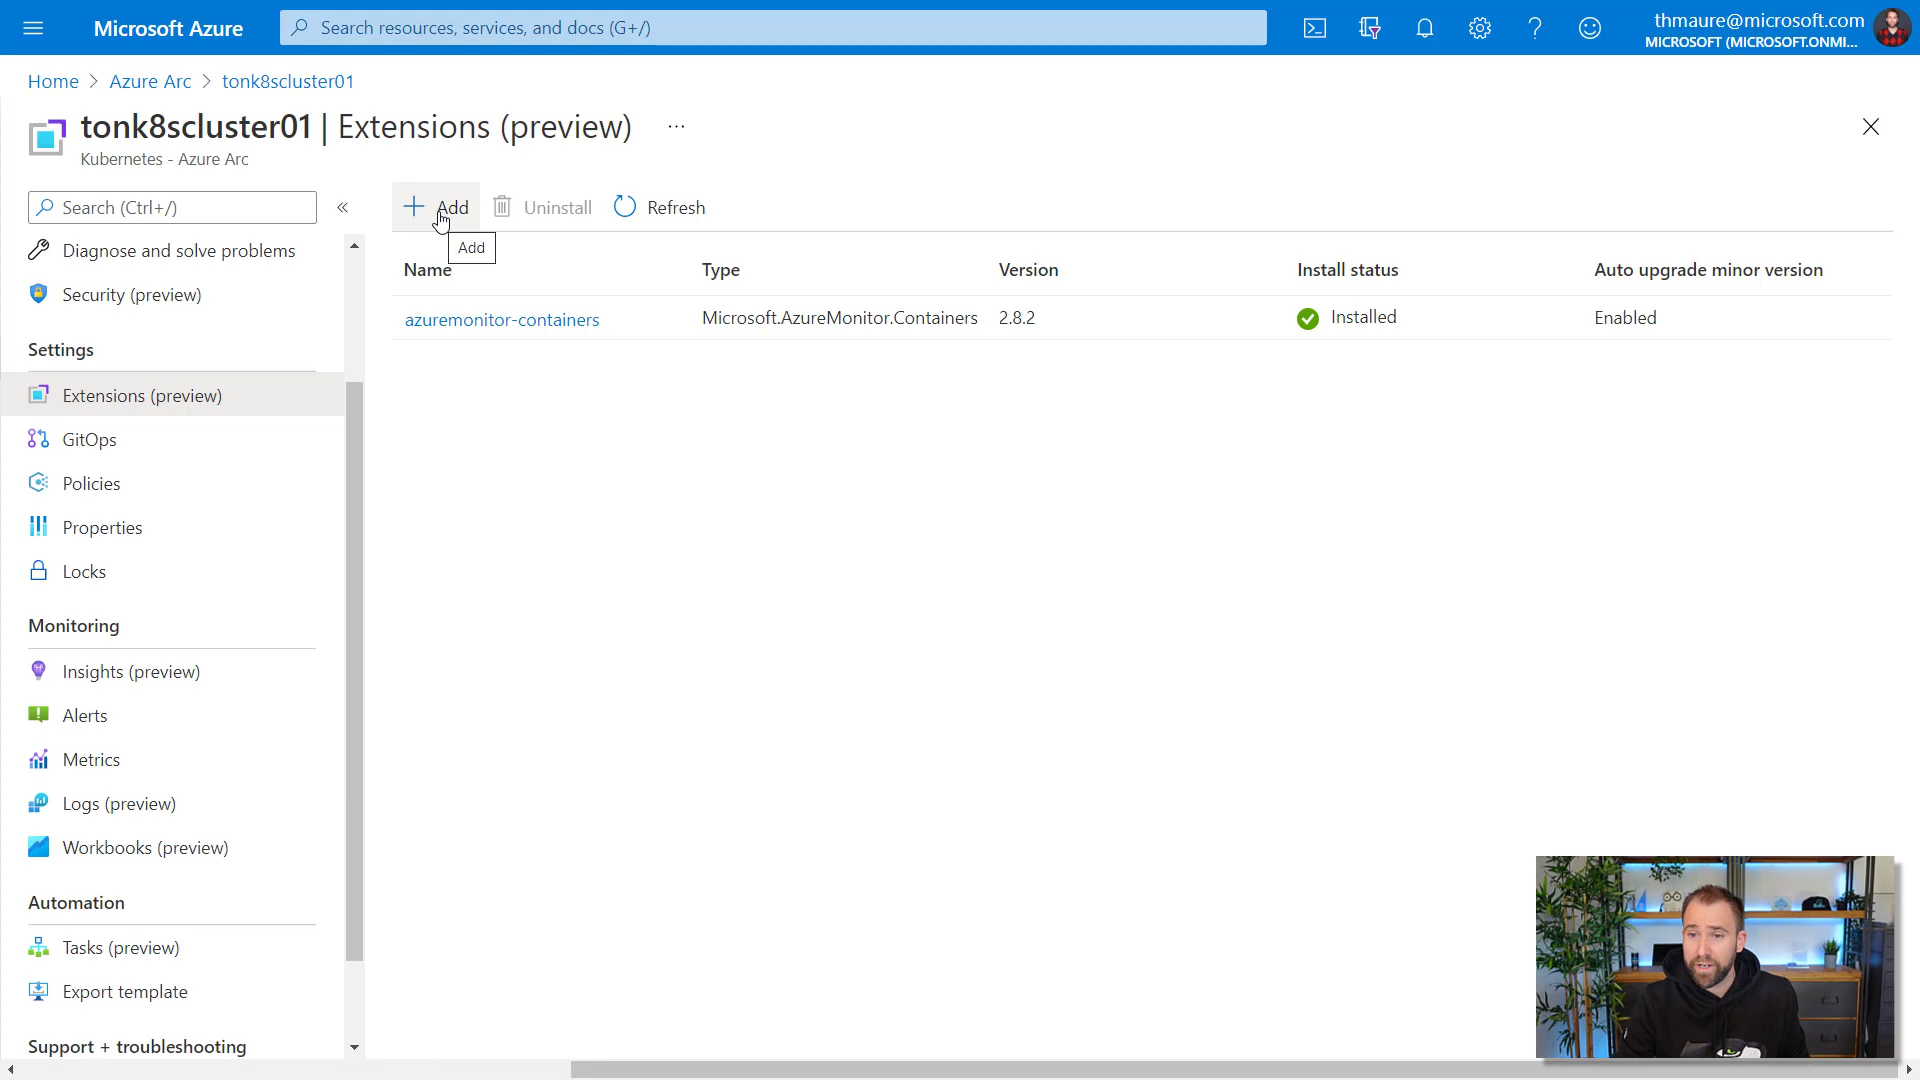 Microsoft Azure
Search resources, services, and docs (G+/)
thmaure@microsoft.com
MICROSOFT (MICROSOFT.ONMI...
Home > Azure Arc > tonk8scluster01
tonk8scluster01 | Extensions (preview) ...
Kubernetes - Azure Arc
Search (Ctrl+/)
Add
Uninstall
Refresh
Add
Name Type Version Install status Auto upgrade minor version
azuremonitor-containers Microsoft.AzureMonitor.Containers 2.8.2 Installed Enabled
Diagnose and solve problems
Security (preview)
Settings
Extensions (preview)
GitOps
Policies
Properties
Locks
Monitoring
Insights (preview)
Alerts
Metrics
Logs (preview)
Workbooks (preview)
Automation
Tasks (preview)
Export template
Support + troubleshooting